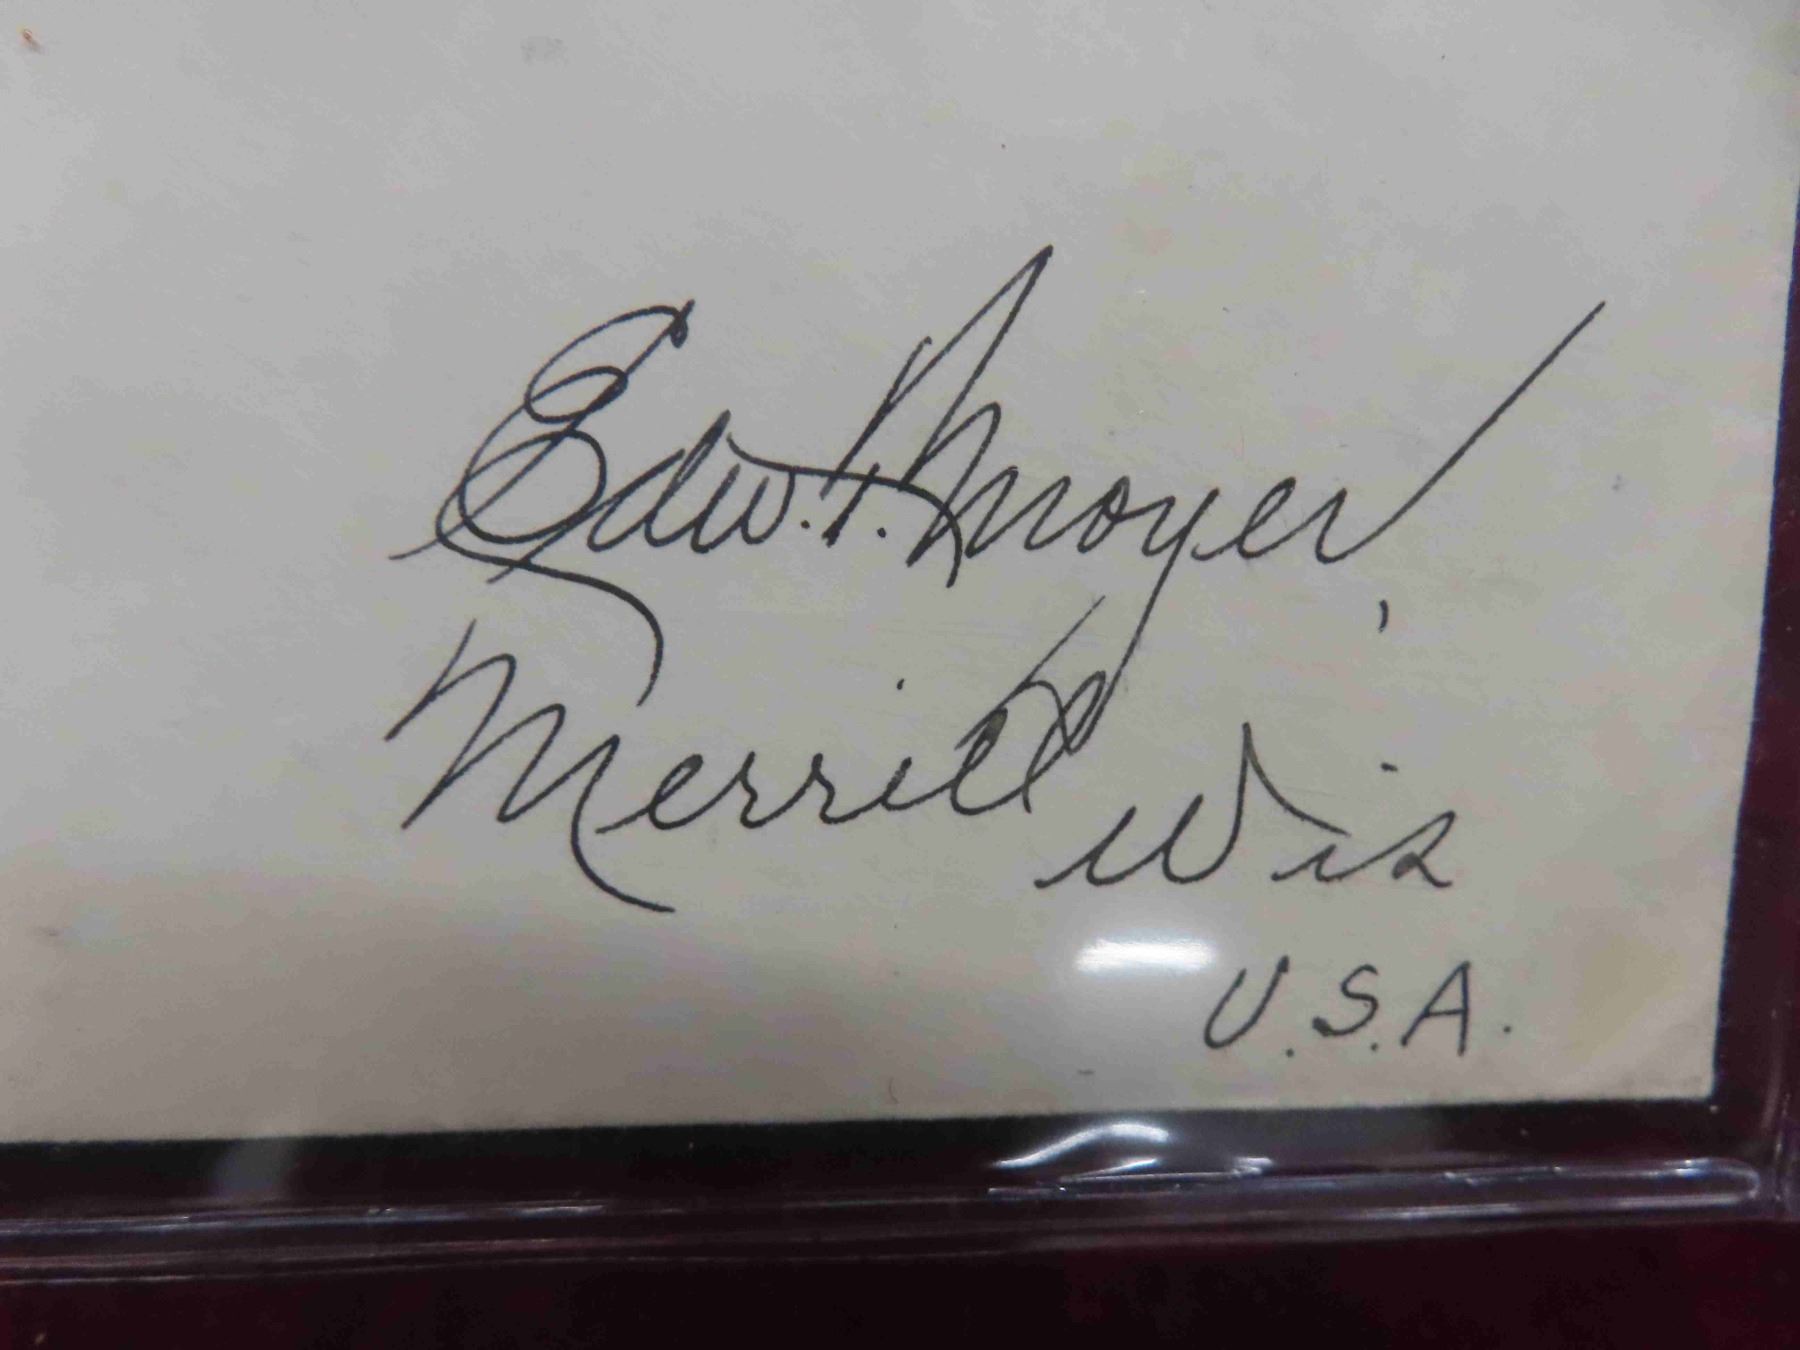 Edw. T. Moyer,
Merrill Wis
U.S.A.